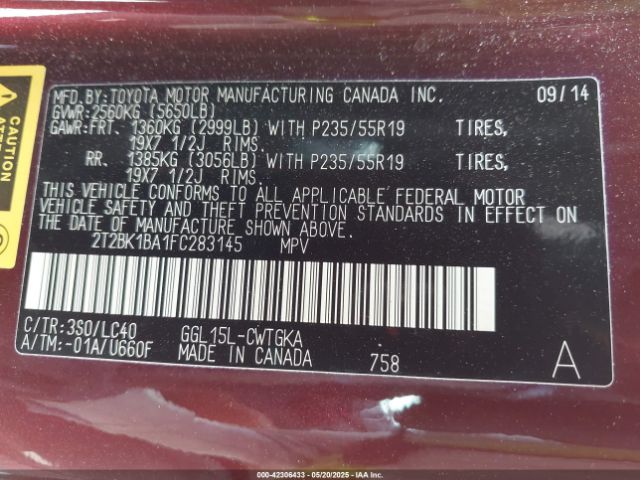 MFD.BY:TOYOTA MOTOR MANUFACTURING CANADA INC. 09/14
GVWR:2560KG (5650LB)
GAWR:FRT. 1360KG (2999LB) WITH P235/55R19 TIRES,
19X7 1/2J RIMS.
RR. 1385KG (3056LB) WITH P235/55R19 TIRES,
19X7 1/2J RIMS.
THIS VEHICLE CONFORMS TO ALL APPLICABLE FEDERAL MOTOR
VEHICLE SAFETY AND THEFT PREVENTION STANDARDS IN EFFECT ON
THE DATE OF MANUFACTURE SHOWN ABOVE.
2T2BK1BA1FC283145 MPV
C/TR:3S0/LC40 GGL15L-CWTGKA
A/TM:-01A/U660F MADE IN CANADA 758 A
000-42306433 - 05/20/2025 - IAAI.COM